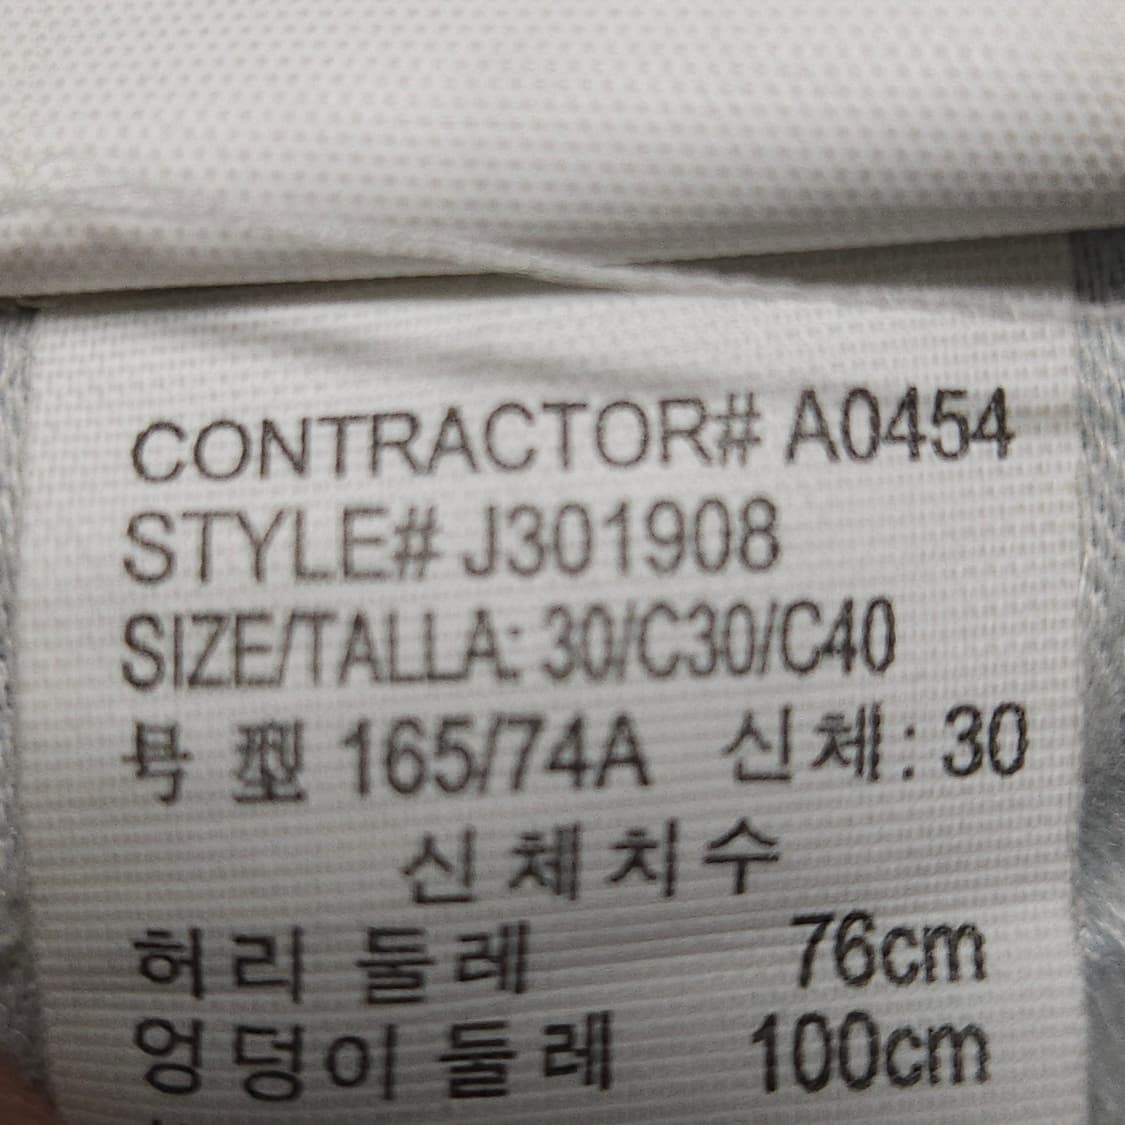 CONTRACTOR# A0454
STYLE# J301908
SIZE/TALLA: 30/C30/C40
号 型 165/74A 신체 : 30
신체치수
허리 둘레 76cm
엉덩이 둘레 100cm